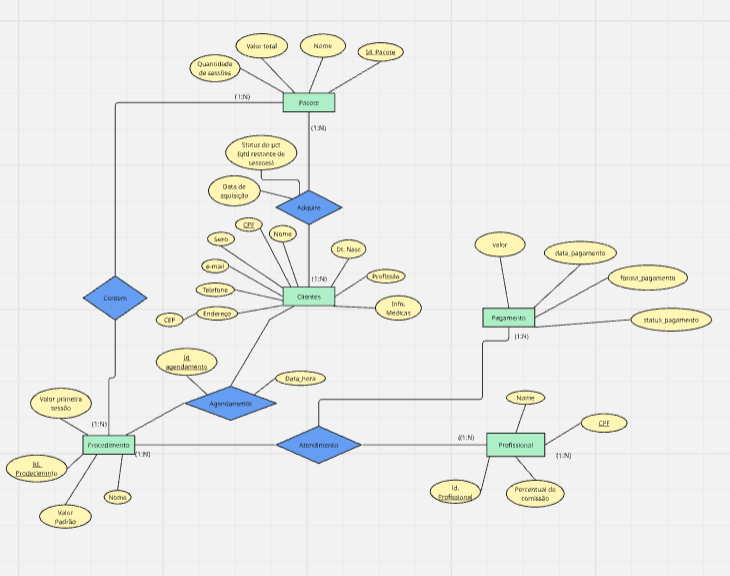 Valor total
Nome
Id. Pacote
Quantidade
de sessões
(1:N)
Pacote
(1:N)
Status do pct
(qtd restante de
sessoes)
Data de
aquisição
Adquire
CPF
Nome
Sexo
Dt. Nasc
e-mail
Profissão
Telefone
(1:N)
Clientes
Info.
Medicas
CEP
Endereço
valor
data_pagamento
forma_pagamento
Pagamento
status_pagamento
(1:N)
Contem
Id.
agendamento
Data_hora
Agendamento
Valor primeira
sessão
(1:N)
Procedimento
(1:N)
Atendimento
Nome
CPF
(1:N)
Profissional
(1:N)
Id.
Nome
Valor
Padrão
Id.
Profissional
Percentual de
comissão